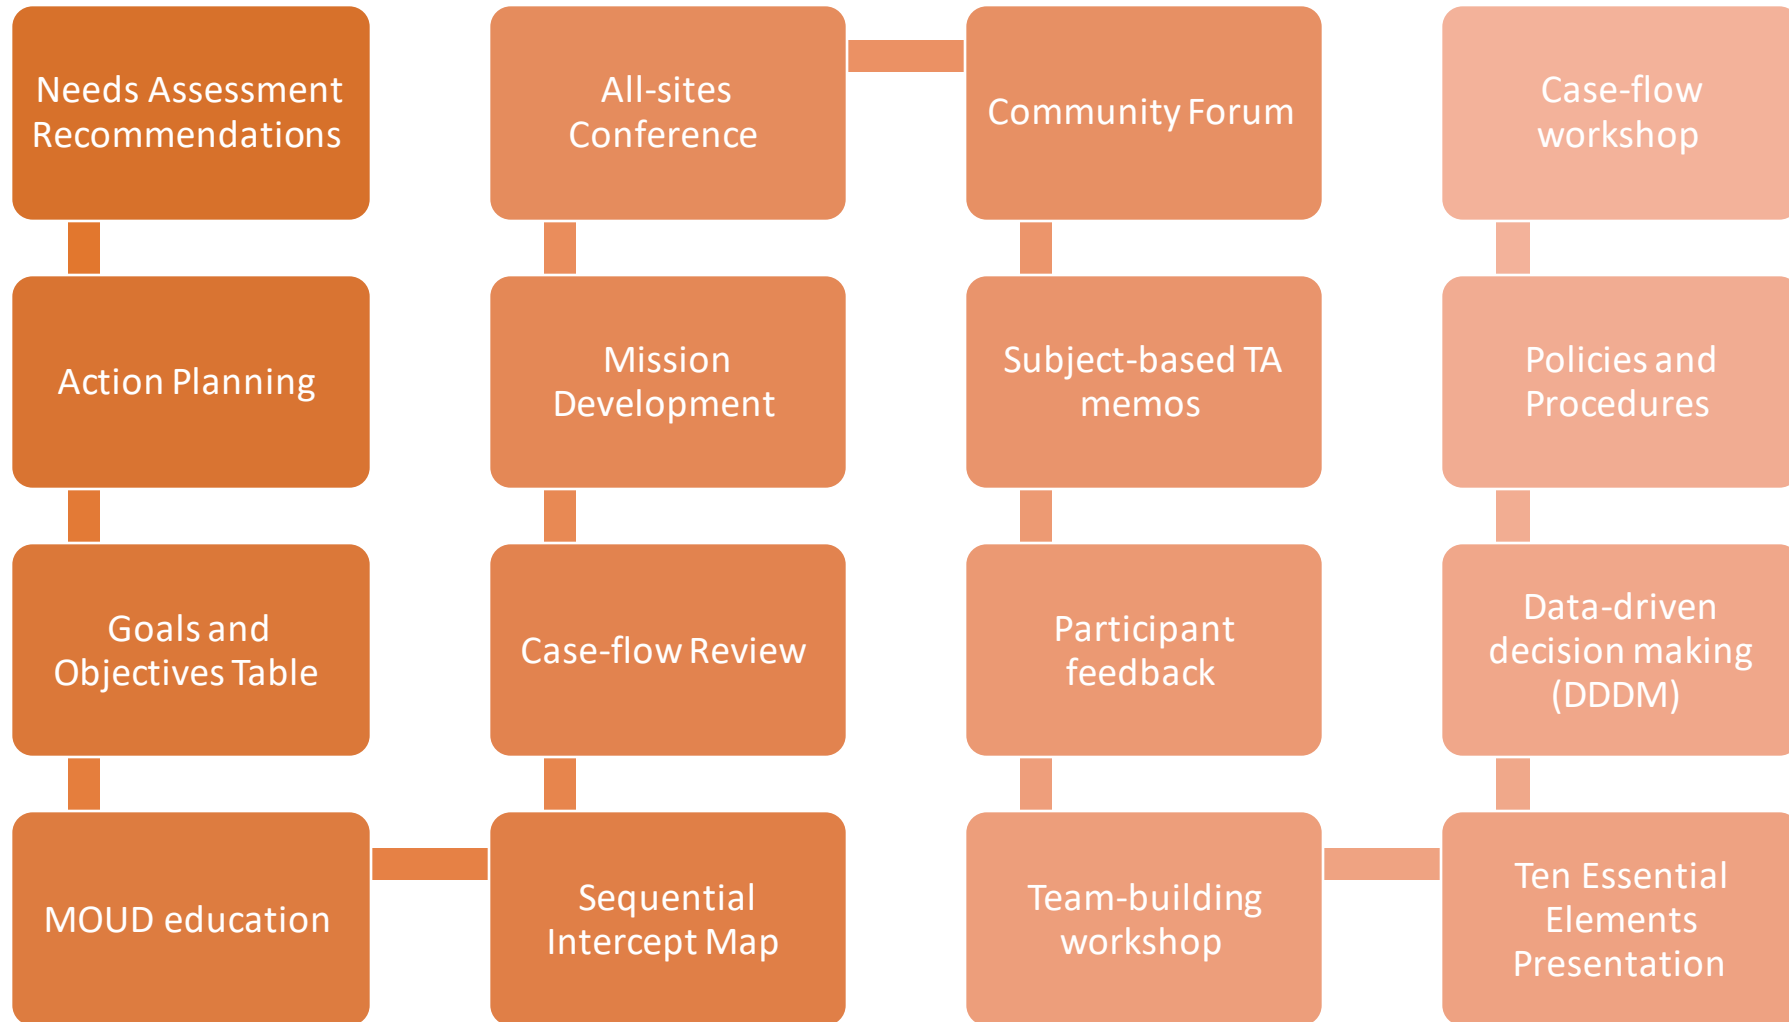 Needs Assessment
Recommendations
Action Planning
Goals and
Objectives Table
MOUD education
Sequential
Intercept Map
Case-flow Review
Mission
Development
All-sites
Conference
Community Forum
Subject-based TA
memos
Participant
feedback
Team-building
workshop
Ten Essential
Elements
Presentation
Data-driven
decision making
(DDDM)
Policies and
Procedures
Case-flow
workshop